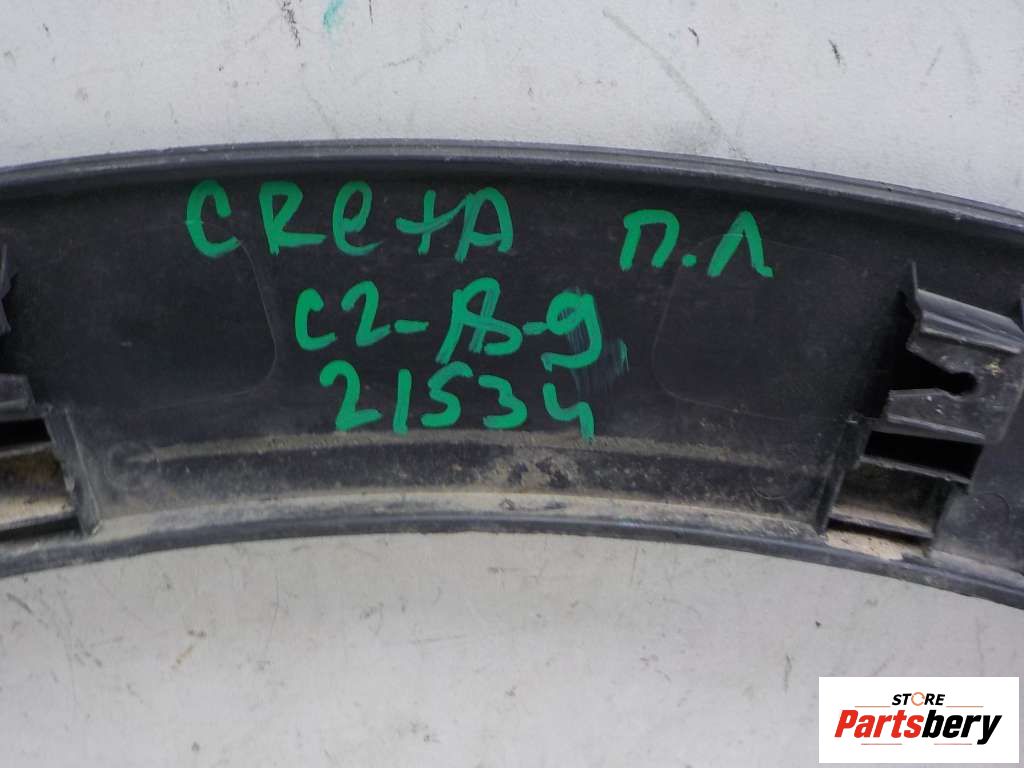 CReTA П.Л
C2-A-9
21534
STORE
Partsbery